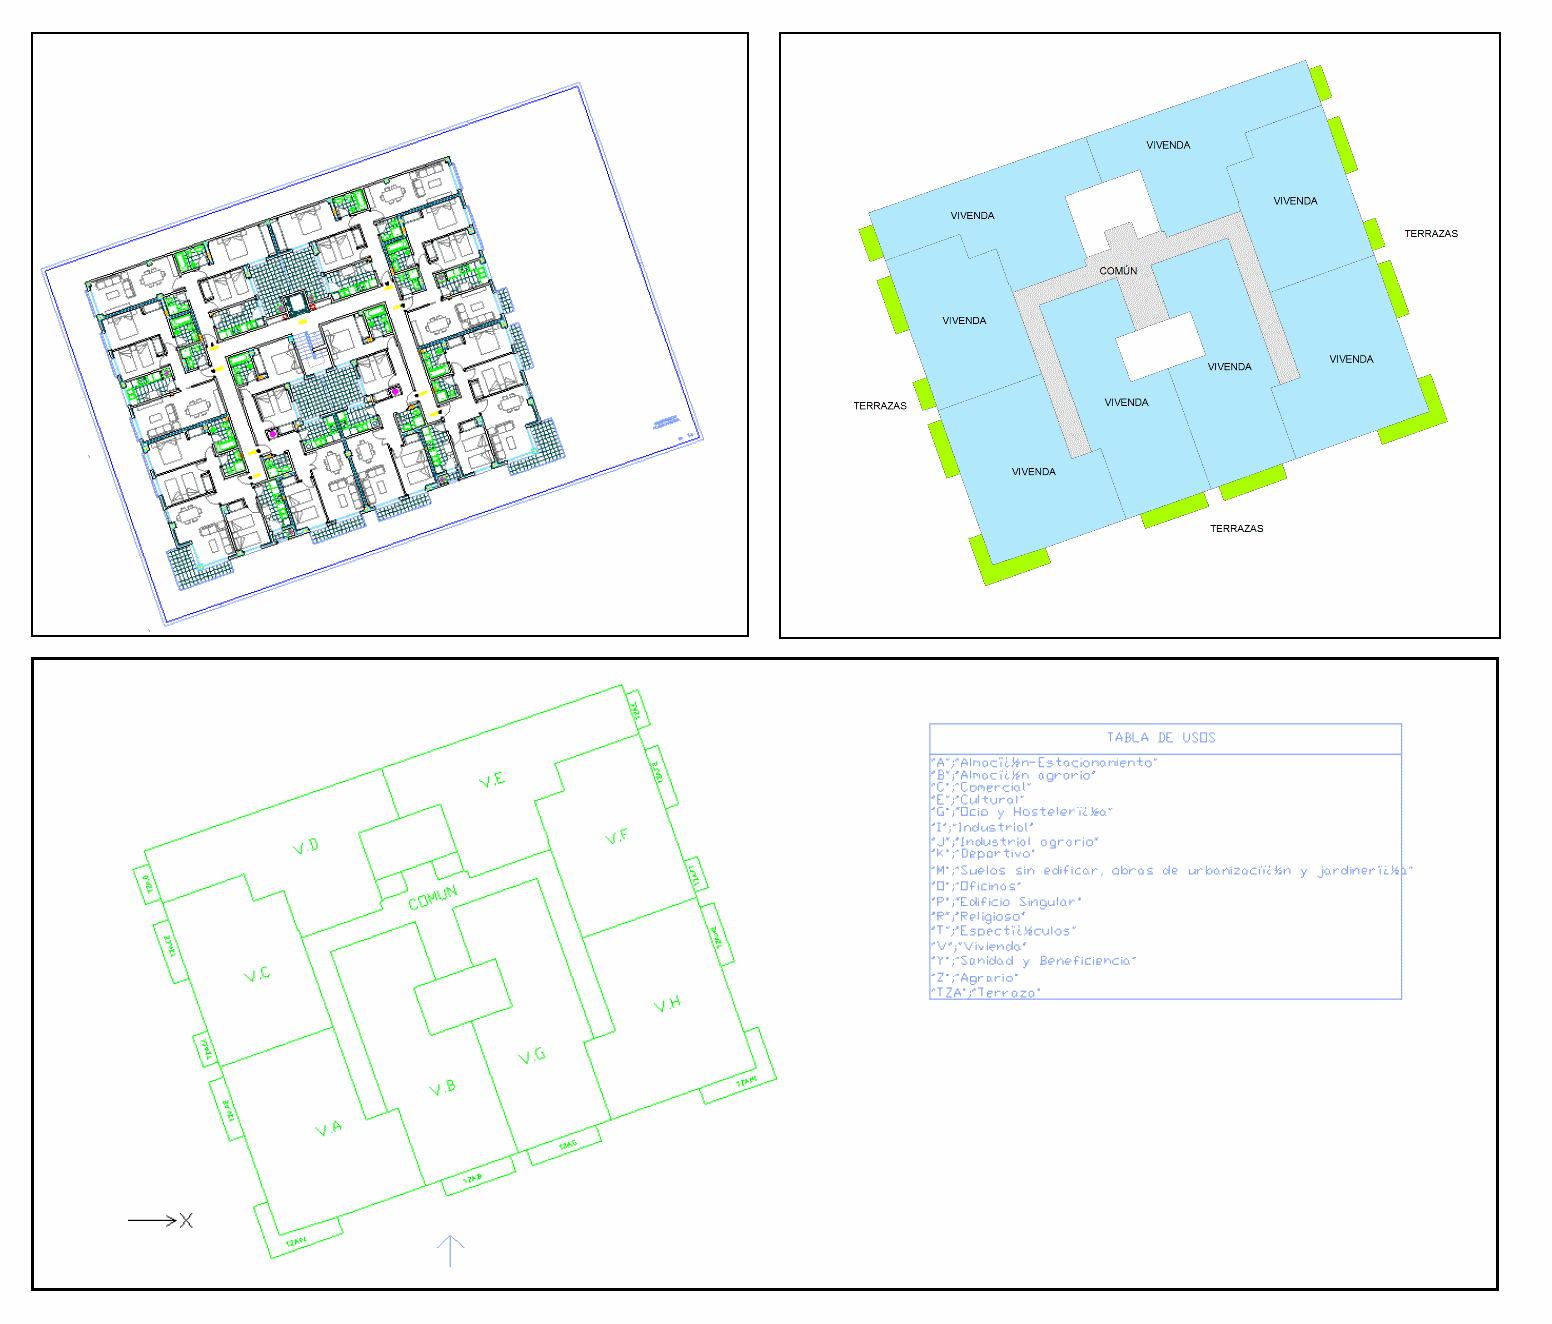 VIVENDA
VIVENDA
VIVENDA
TERRAZAS
COMÚN
VIVENDA
VIVENDA
VIVENDA
TERRAZAS
VIVENDA
VIVENDA
TERRAZAS
V.E
V.D
V.F
COMUN
V.C
V.H
V.G
V.B
V.A
TZA.G
TZA.B
X
TABLA DE USOS
"A";"Almacï¿½n-Estacionamiento"
"B";"Almacï¿½n agrario"
"C";"Comercial"
"E";"Cultural"
"G";"Ocio y Hostelerï¿½a"
"I";"Industrial"
"J";"Industrial agrario"
"K";"Deportivo"
"M";"Suelos sin edificar, obras de urbanizaciï¿½n y jardinerï¿½a"
"O";"Oficinas"
"P";"Edificio Singular"
"R";"Religioso"
"T";"Espectï¿½culos"
"V";"Vivienda"
"Y";"Sanidad y Beneficiencia"
"Z";"Agrario"
"TZA";"Terraza"